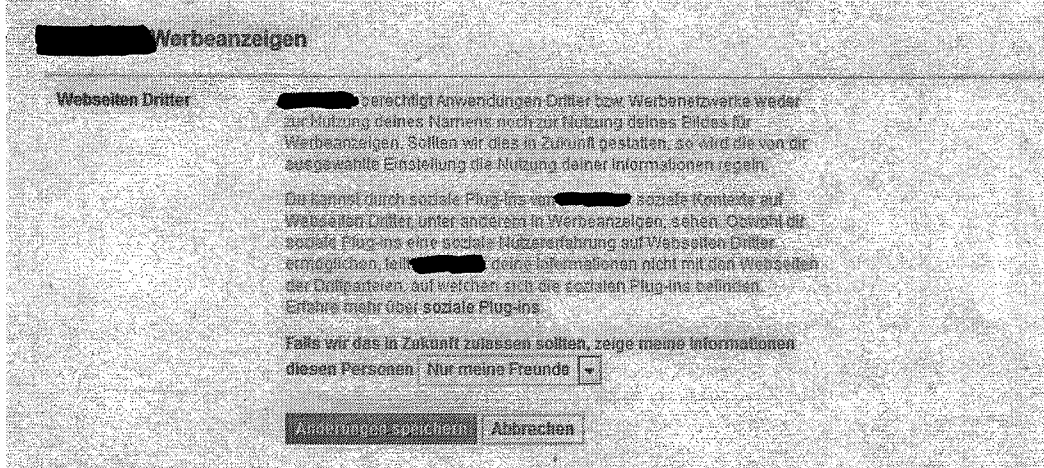 Werbeanzeigen
Webseiten Dritter
berechtigt Anwendungen Dritter bzw. Werbenetzwerke weder
zur Nutzung deines Namens noch zur Nutzung deines Bildes für
Werbeanzeigen. Sollten wir dies in Zukunft gestatten, so wird die von dir
ausgewählte Einstellung die Nutzung deiner Informationen regeln.
Du kannst durch soziale Plug-ins von soziale Kontexte auf
Webseiten Dritter, unter anderem in Werbeanzeigen, sehen. Obwohl dir
soziale Plug-ins eine soziale Nutzererfahrung auf Webseiten Dritter
ermöglichen, teilt deine Informationen nicht mit den Webseiten
der Drittparteien, auf welchen sich die sozialen Plug-ins befinden.
Erfahre mehr über soziale Plug-ins.
Falls wir das in Zukunft zulassen sollten, zeige meine Informationen
diesen Personen Nur meine Freunde
Änderungen speichern Abbrechen